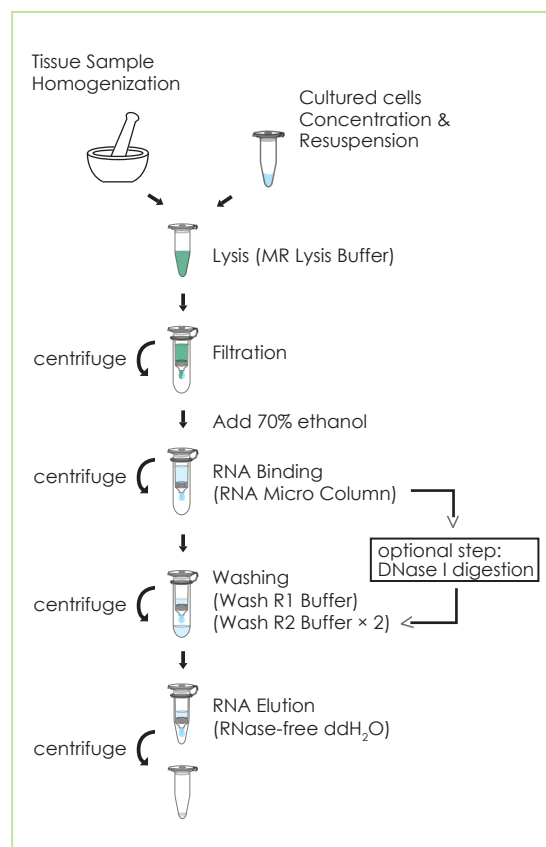 Tissue Sample
Homogenization
Cultured cells
Concentration &
Resuspension
Lysis (MR Lysis Buffer)
centrifuge
Filtration
Add 70% ethanol
centrifuge
RNA Binding
(RNA Micro Column)
optional step:
DNase I digestion
centrifuge
Washing
(Wash R1 Buffer)
(Wash R2 Buffer × 2)
RNA Elution
(RNase-free ddH₂O)
centrifuge